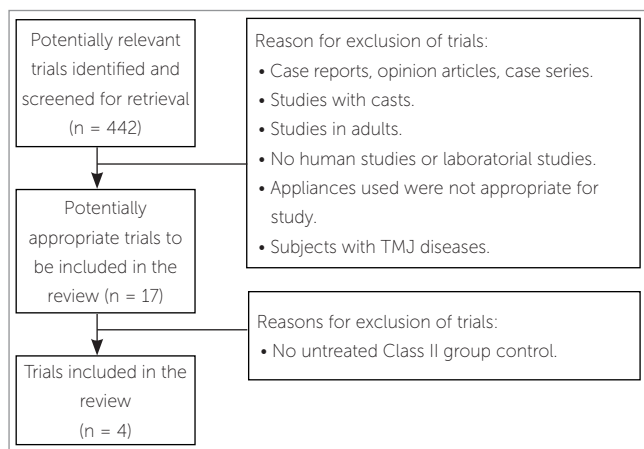 Potentially relevant
trials identified and
screened for retrieval
(n = 442)
Reason for exclusion of trials:
• Case reports, opinion articles, case series.
• Studies with casts.
• Studies in adults.
• No human studies or laboratorial studies.
• Appliances used were not appropriate for
study.
• Subjects with TMJ diseases.
Potentially
appropriate trials to
be included in the
review (n = 17)
Reasons for exclusion of trials:
• No untreated Class II group control.
Trials included in the
review
(n = 4)